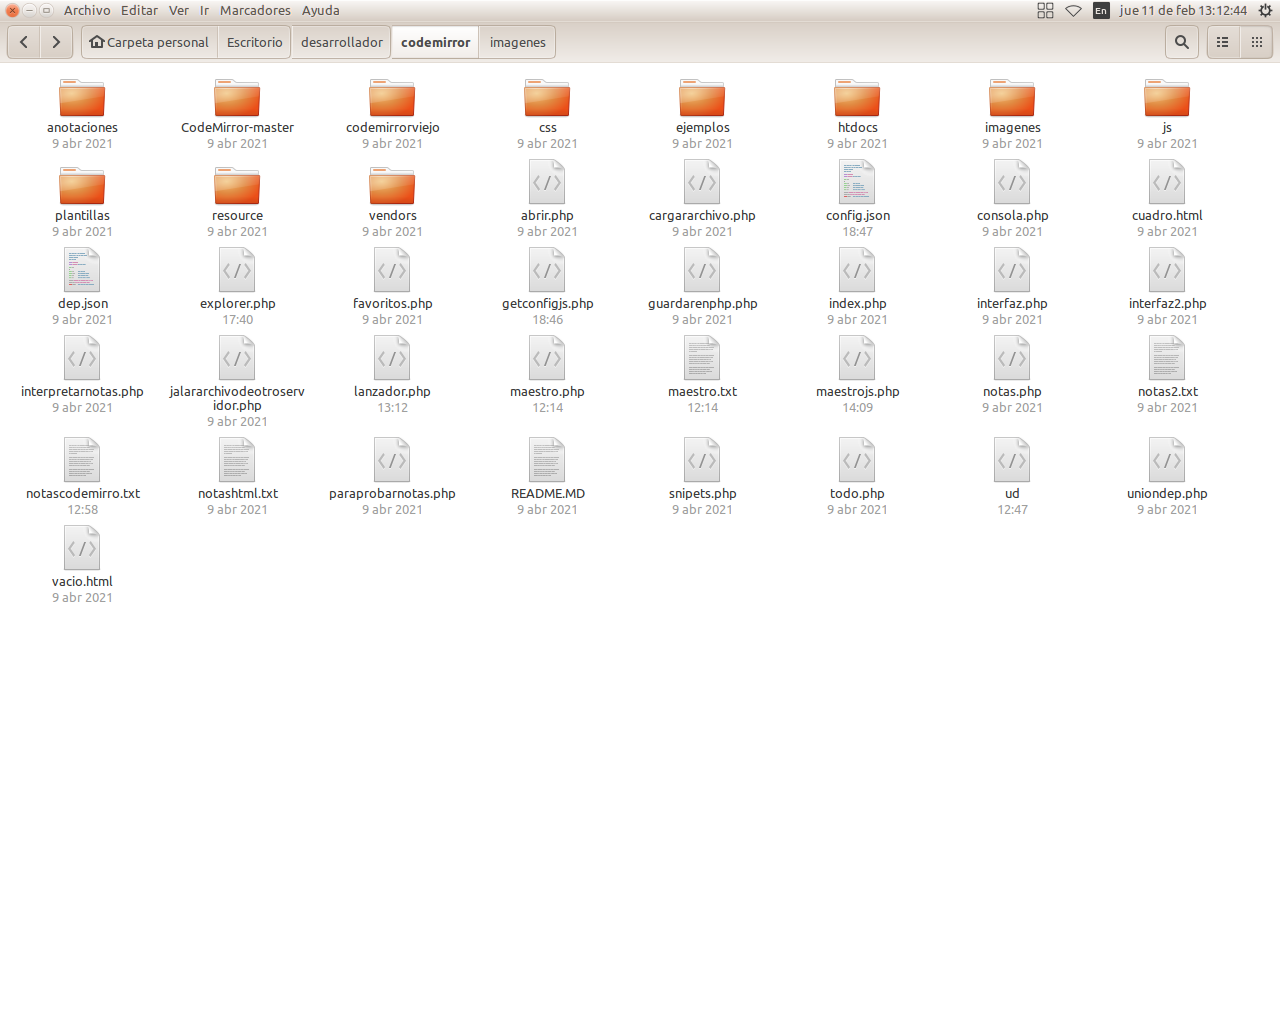 Archivo Editar Ver Ir Marcadores Ayuda En jue 11 de feb 13:12:44
Carpeta personal Escritorio desarrollador codemirror imagenes
anotaciones CodeMirror-master codemirrorviejo css ejemplos htdocs imagenes js
9 abr 2021 9 abr 2021 9 abr 2021 9 abr 2021 9 abr 2021 9 abr 2021 9 abr 2021 9 abr 2021
plantillas resource vendors abrir.php cargararchivo.php config.json consola.php cuadro.html
9 abr 2021 9 abr 2021 9 abr 2021 9 abr 2021 9 abr 2021 18:47 9 abr 2021 9 abr 2021
dep.json explorer.php favoritos.php getconfigjs.php guardarenphp.php index.php interfaz.php interfaz2.php
9 abr 2021 17:40 9 abr 2021 18:46 9 abr 2021 9 abr 2021 9 abr 2021 9 abr 2021
interpretarnotas.php jalararchivodeotroserv lanzador.php maestro.php maestro.txt maestrojs.php notas.php notas2.txt
9 abr 2021 idor.php 13:12 12:14 12:14 14:09 9 abr 2021 9 abr 2021
9 abr 2021
notascodemirro.txt notashtml.txt paraprobarnotas.php README.MD snipets.php todo.php ud uniondep.php
12:58 9 abr 2021 9 abr 2021 9 abr 2021 9 abr 2021 9 abr 2021 12:47 9 abr 2021
vacio.html
9 abr 2021